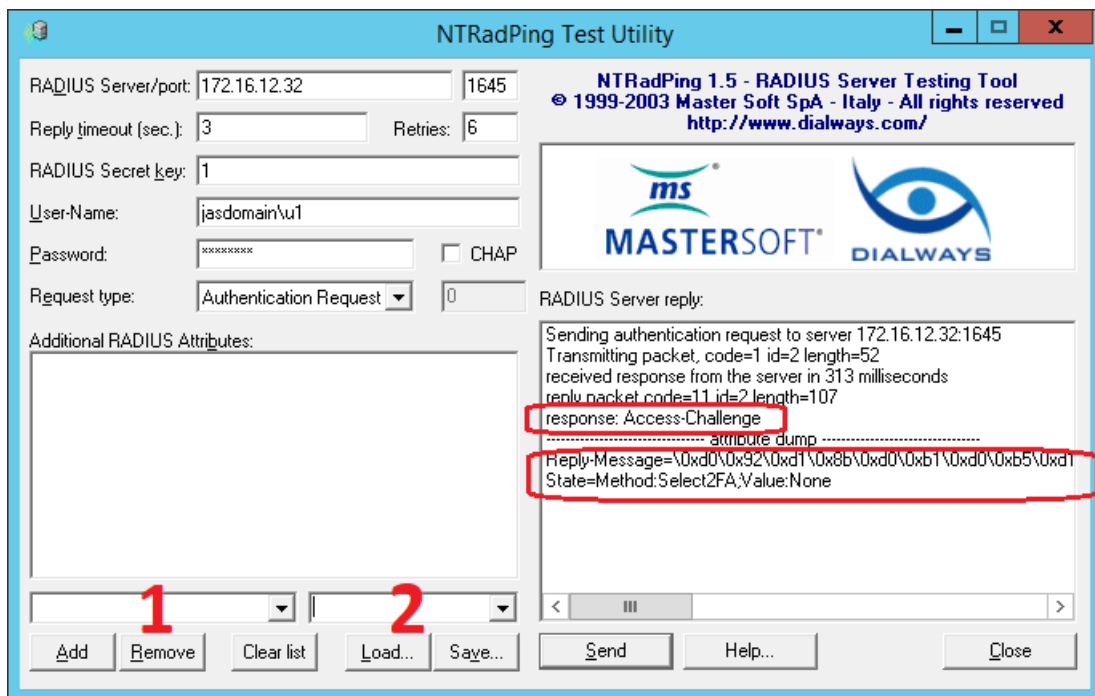 NTRadPing Test Utility
RADIUS Server/port: 172.16.12.32 1645
Reply timeout (sec.): 3 Retries: 6
RADIUS Secret key: 1
User-Name: jasdomain\u1
Password: xxxxxxxx CHAP
Request type: Authentication Request 0
Additional RADIUS Attributes:
1 2
Add Remove Clear list Load... Save...
NTRadPing 1.5 - RADIUS Server Testing Tool
© 1999-2003 Master Soft SpA - Italy - All rights reserved
http://www.dialways.com/
ms
MASTERSOFT DIALWAYS
RADIUS Server reply:
Sending authentication request to server 172.16.12.32:1645
Transmitting packet, code=1 id=2 length=52
received response from the server in 313 milliseconds
reply packet code=11 id=2 length=107
response: Access-Challenge
------------------------------- attribute dump -------------------------------
Reply-Message=\0xd0\0x92\0xd1\0x8b\0xd0\0xb1\0xd0\0xb5\0xd1
State=Method:Select2FA;Value:None
Send Help... Close